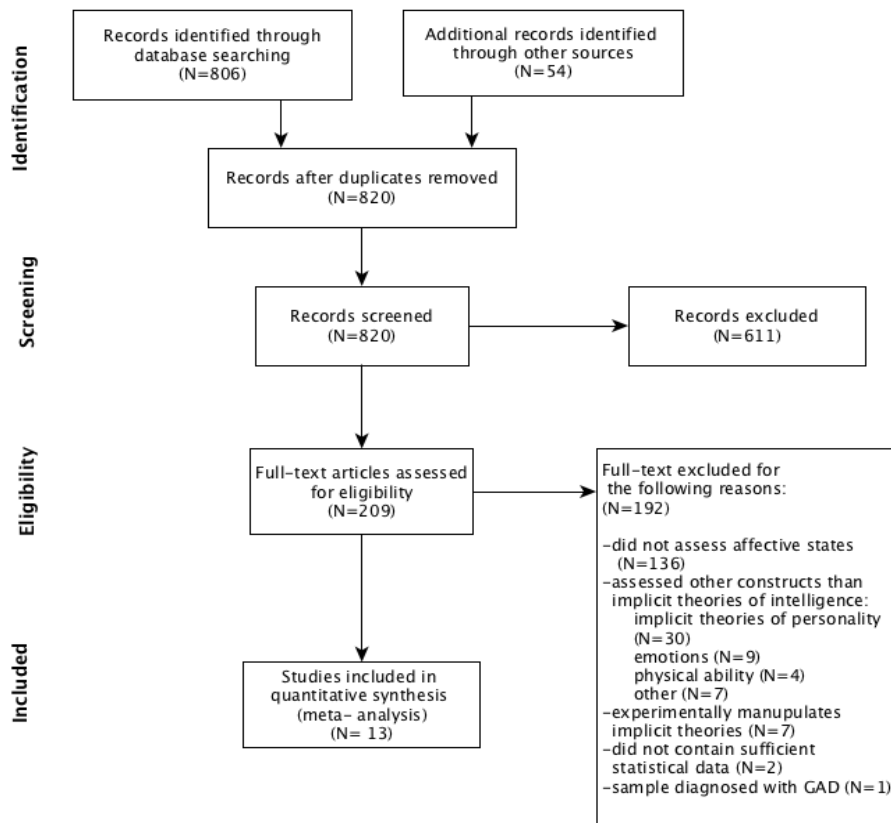 Identification
Records identified through
database searching
(N=806)
Additional records identified
through other sources
(N=54)
Records after duplicates removed
(N=820)
Screening
Records screened
(N=820)
Records excluded
(N=611)
Eligibility
Full-text articles assessed
for eligibility
(N=209)
Full-text excluded for
the following reasons:
(N=192)
-did not assess affective states
(N=136)
-assessed other constructs than
implicit theories of intelligence:
implicit theories of personality
(N=30)
emotions (N=9)
physical ability (N=4)
other (N=7)
-experimentally manupulates
implicit theories (N=7)
-did not contain sufficient
statistical data (N=2)
-sample diagnosed with GAD (N=1)
Included
Studies included in
quantitative synthesis
(meta- analysis)
(N= 13)